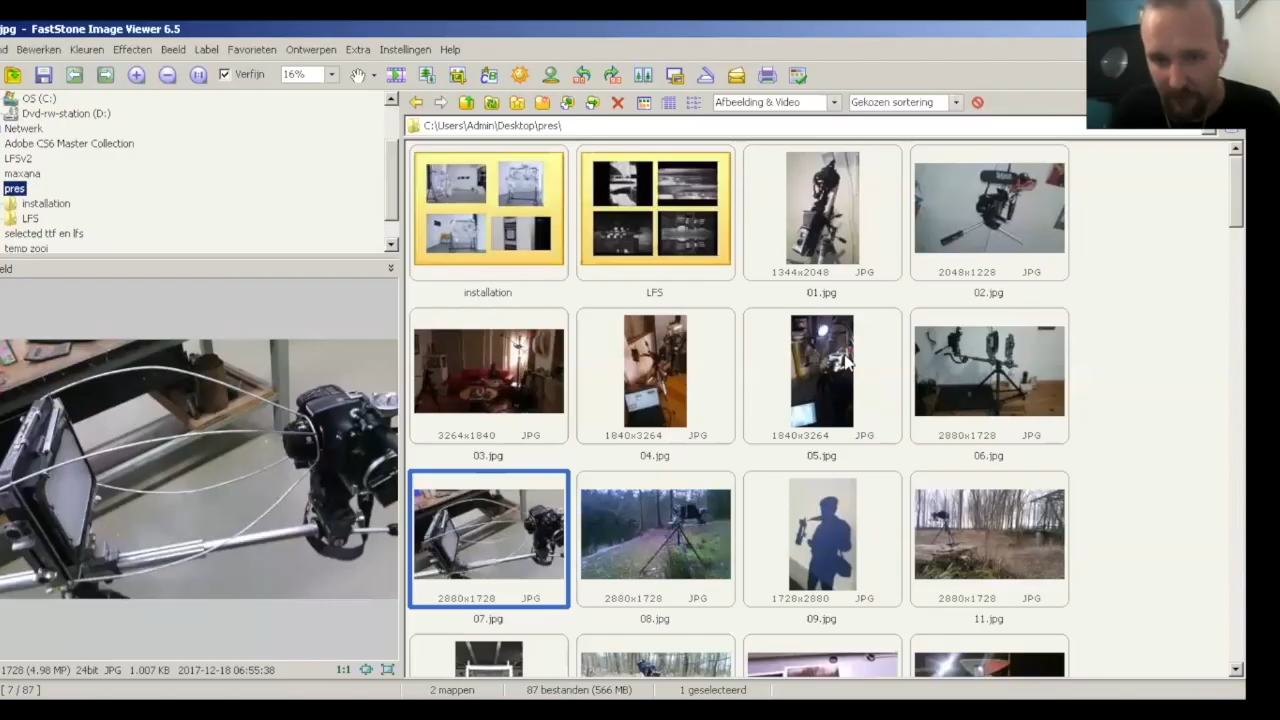 jpg - FastStone Image Viewer 6.5
d Bewerken Kleuren Effecten Beeld Label Favorieten Ontwerpen Extra Instellingen Help
Verfijn 16%
Afbeelding & Video Gekozen sortering
C:\Users\Admin\Desktop\pres\
OS (C:)
Dvd-rw-station (D:)
Netwerk
Adobe CS6 Master Collection
LFSv2
maxana
pres
installation
LFS
selected ttf en lfs
temp zooi
eld
installation
LFS
1344x2048 JPG
01.jpg
2048x1228 JPG
02.jpg
3264x1840 JPG
03.jpg
1840x3264 JPG
04.jpg
1840x3264 JPG
05.jpg
2880x1728 JPG
06.jpg
2880x1728 JPG
07.jpg
2880x1728 JPG
08.jpg
1728x2880 JPG
09.jpg
2880x1728 JPG
11.jpg
1728 (4.98 MP) 24bit JPG 1.007 KB 2017-12-18 06:55:38
1:1
[ 7 / 87 ]
2 mappen
87 bestanden (566 MB)
1 geselecteerd